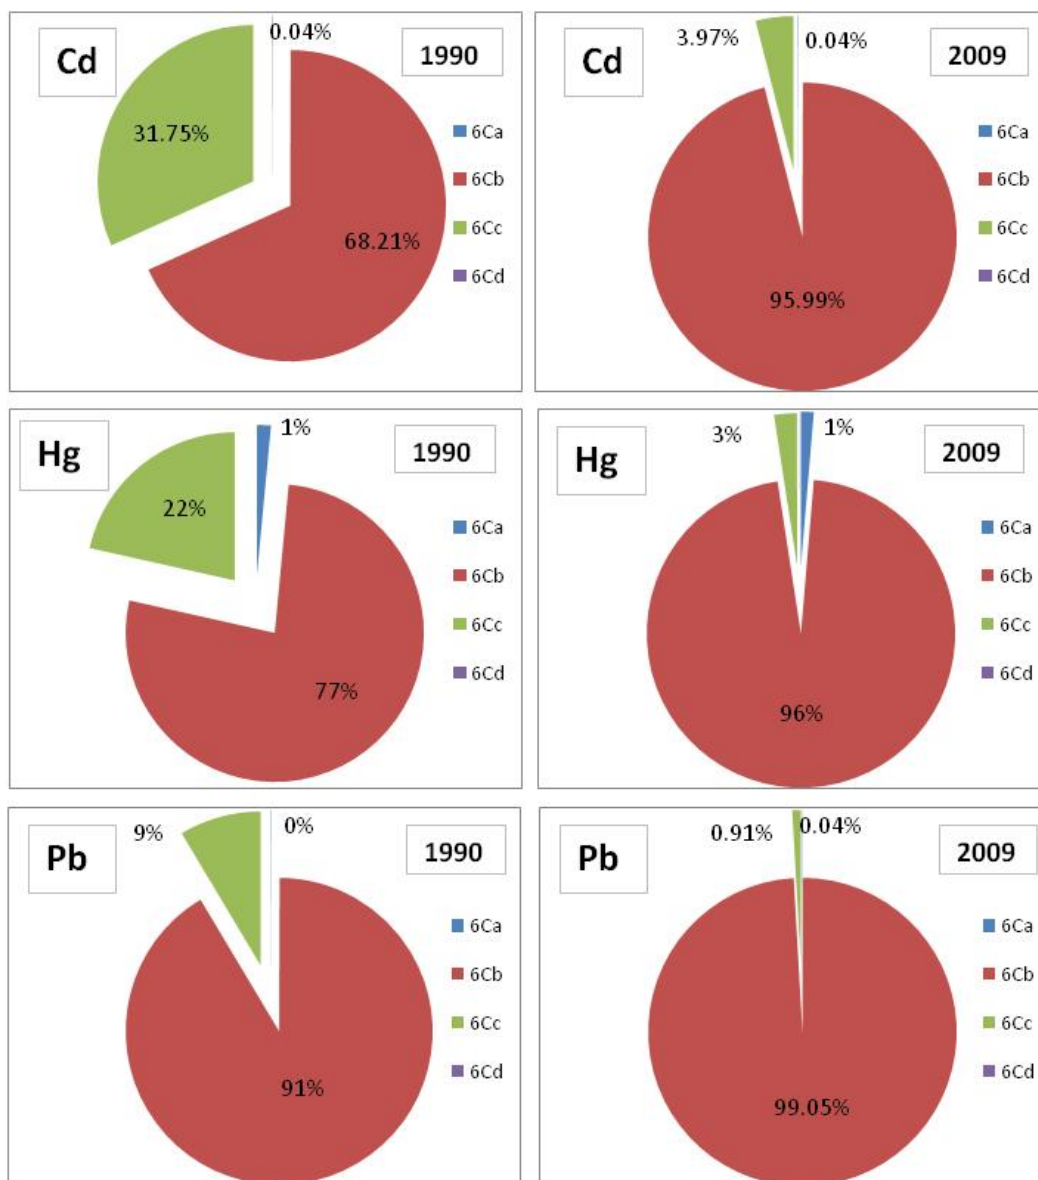 Cd
0.04%
1990
31.75%
68.21%
6Ca
6Cb
6Cc
6Cd
Cd
3.97%
0.04%
2009
95.99%
6Ca
6Cb
6Cc
6Cd
Hg
1%
1990
22%
77%
6Ca
6Cb
6Cc
6Cd
Hg
3%
1%
2009
96%
6Ca
6Cb
6Cc
6Cd
Pb
9%
0%
1990
91%
6Ca
6Cb
6Cc
6Cd
Pb
0.91%
0.04%
2009
99.05%
6Ca
6Cb
6Cc
6Cd